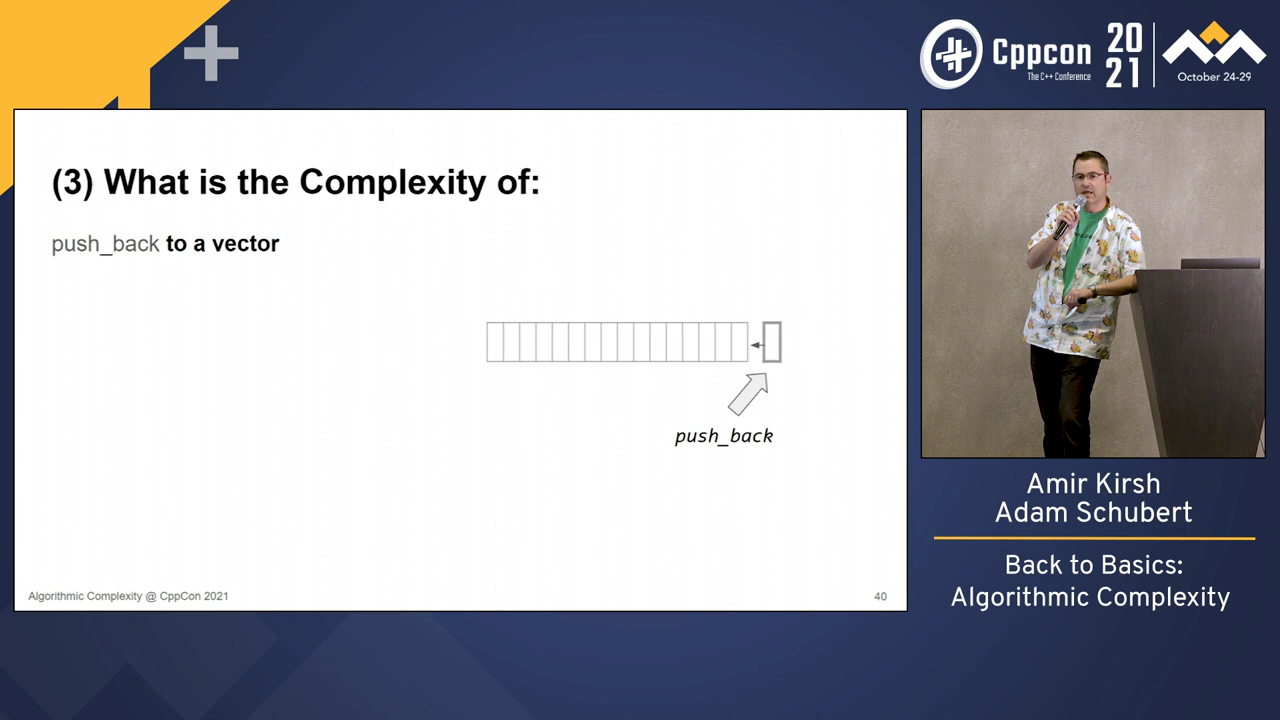 Cppcon
The C++ Conference
20
21
October 24-29
(3) What is the Complexity of:
push_back to a vector
push_back
Algorithmic Complexity @ CppCon 2021
40
Amir Kirsh
Adam Schubert
Back to Basics:
Algorithmic Complexity